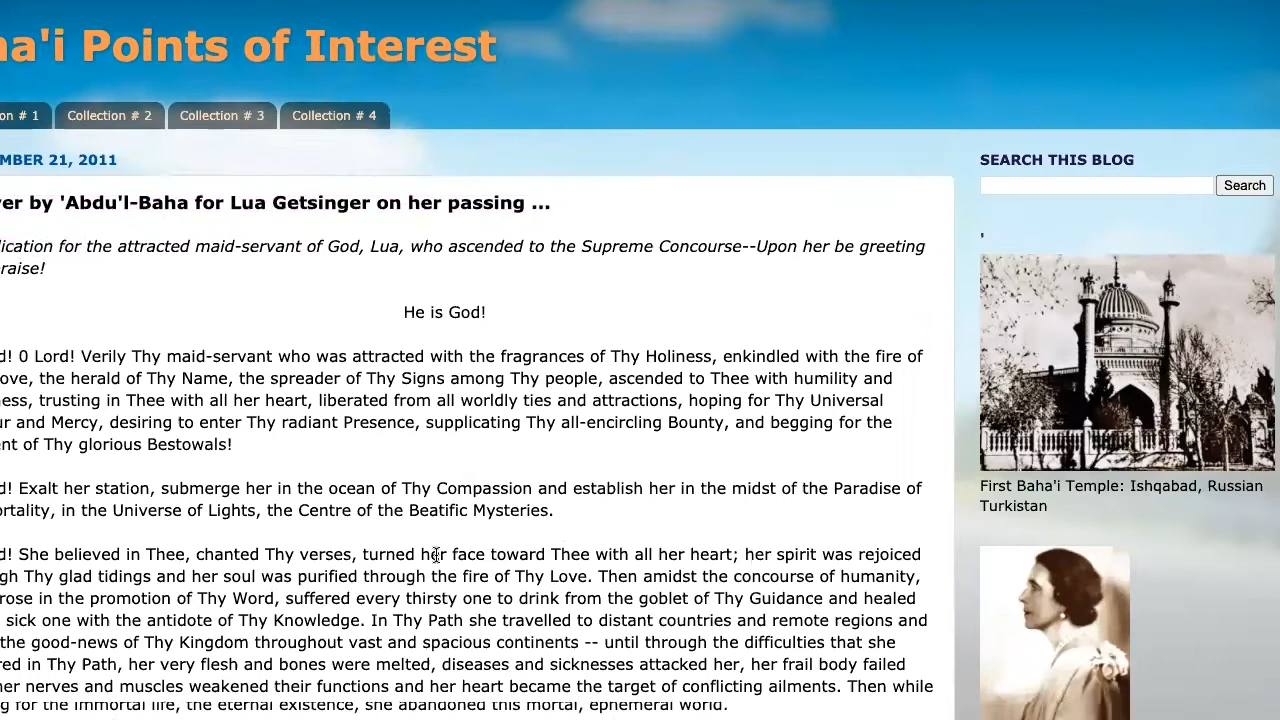 ha'i Points of Interest
on # 1
Collection # 2
Collection # 3
Collection # 4
MBER 21, 2011
er by 'Abdu'l-Baha for Lua Getsinger on her passing ...
lication for the attracted maid-servant of God, Lua, who ascended to the Supreme Concourse--Upon her be greeting
raise!
He is God!
d! 0 Lord! Verily Thy maid-servant who was attracted with the fragrances of Thy Holiness, enkindled with the fire of
ove, the herald of Thy Name, the spreader of Thy Signs among Thy people, ascended to Thee with humility and
ness, trusting in Thee with all her heart, liberated from all worldly ties and attractions, hoping for Thy Universal
ur and Mercy, desiring to enter Thy radiant Presence, supplicating Thy all-encircling Bounty, and begging for the
ent of Thy glorious Bestowals!
d! Exalt her station, submerge her in the ocean of Thy Compassion and establish her in the midst of the Paradise of
ortality, in the Universe of Lights, the Centre of the Beatific Mysteries.
d! She believed in Thee, chanted Thy verses, turned her face toward Thee with all her heart; her spirit was rejoiced
gh Thy glad tidings and her soul was purified through the fire of Thy Love. Then amidst the concourse of humanity,
rose in the promotion of Thy Word, suffered every thirsty one to drink from the goblet of Thy Guidance and healed
sick one with the antidote of Thy Knowledge. In Thy Path she travelled to distant countries and remote regions and
the good-news of Thy Kingdom throughout vast and spacious continents -- until through the difficulties that she
red in Thy Path, her very flesh and bones were melted, diseases and sicknesses attacked her, her frail body failed
her nerves and muscles weakened their functions and her heart became the target of conflicting ailments. Then while
g for the immortal life, the eternal existence, she abandoned this mortal, ephemeral world.
SEARCH THIS BLOG
Search
'
First Baha'i Temple: Ishqabad, Russian
Turkistan